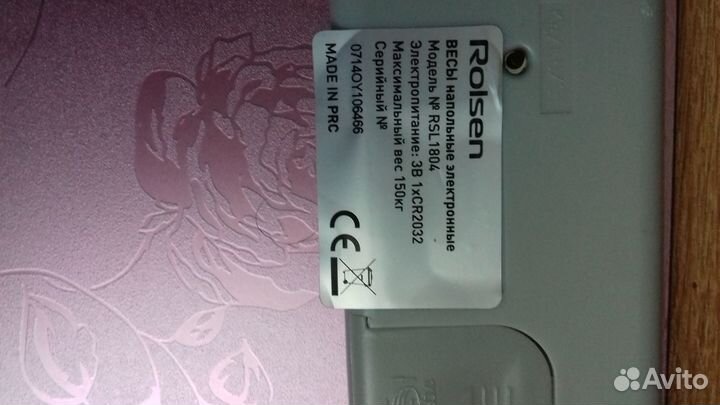 Rolsen
ВЕСЫ напольные электронные
Модель № RSL1804
Электропитание: 3В 1xCR2032
Максимальный вес 150кг
Серийный №
0714OY106466
MADE IN PRC
CE
Avito